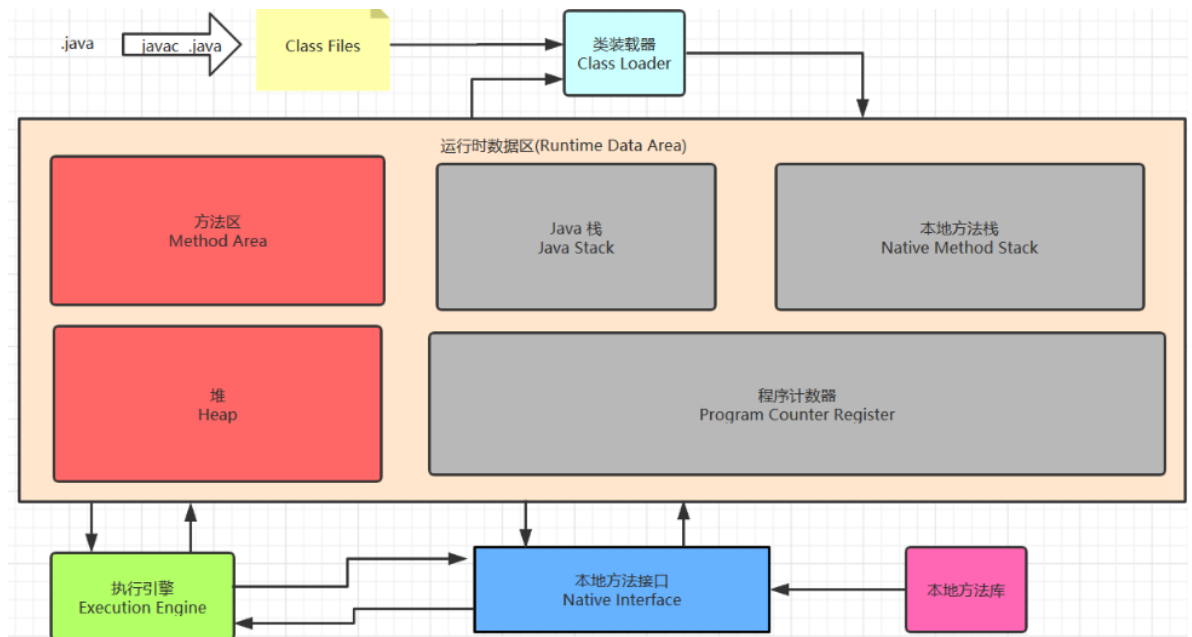 .java
javac .java
Class Files
类装载器
Class Loader
运行时数据区(Runtime Data Area)
方法区
Method Area
Java 栈
Java Stack
本地方法栈
Native Method Stack
堆
Heap
程序计数器
Program Counter Register
执行引擎
Execution Engine
本地方法接口
Native Interface
本地方法库